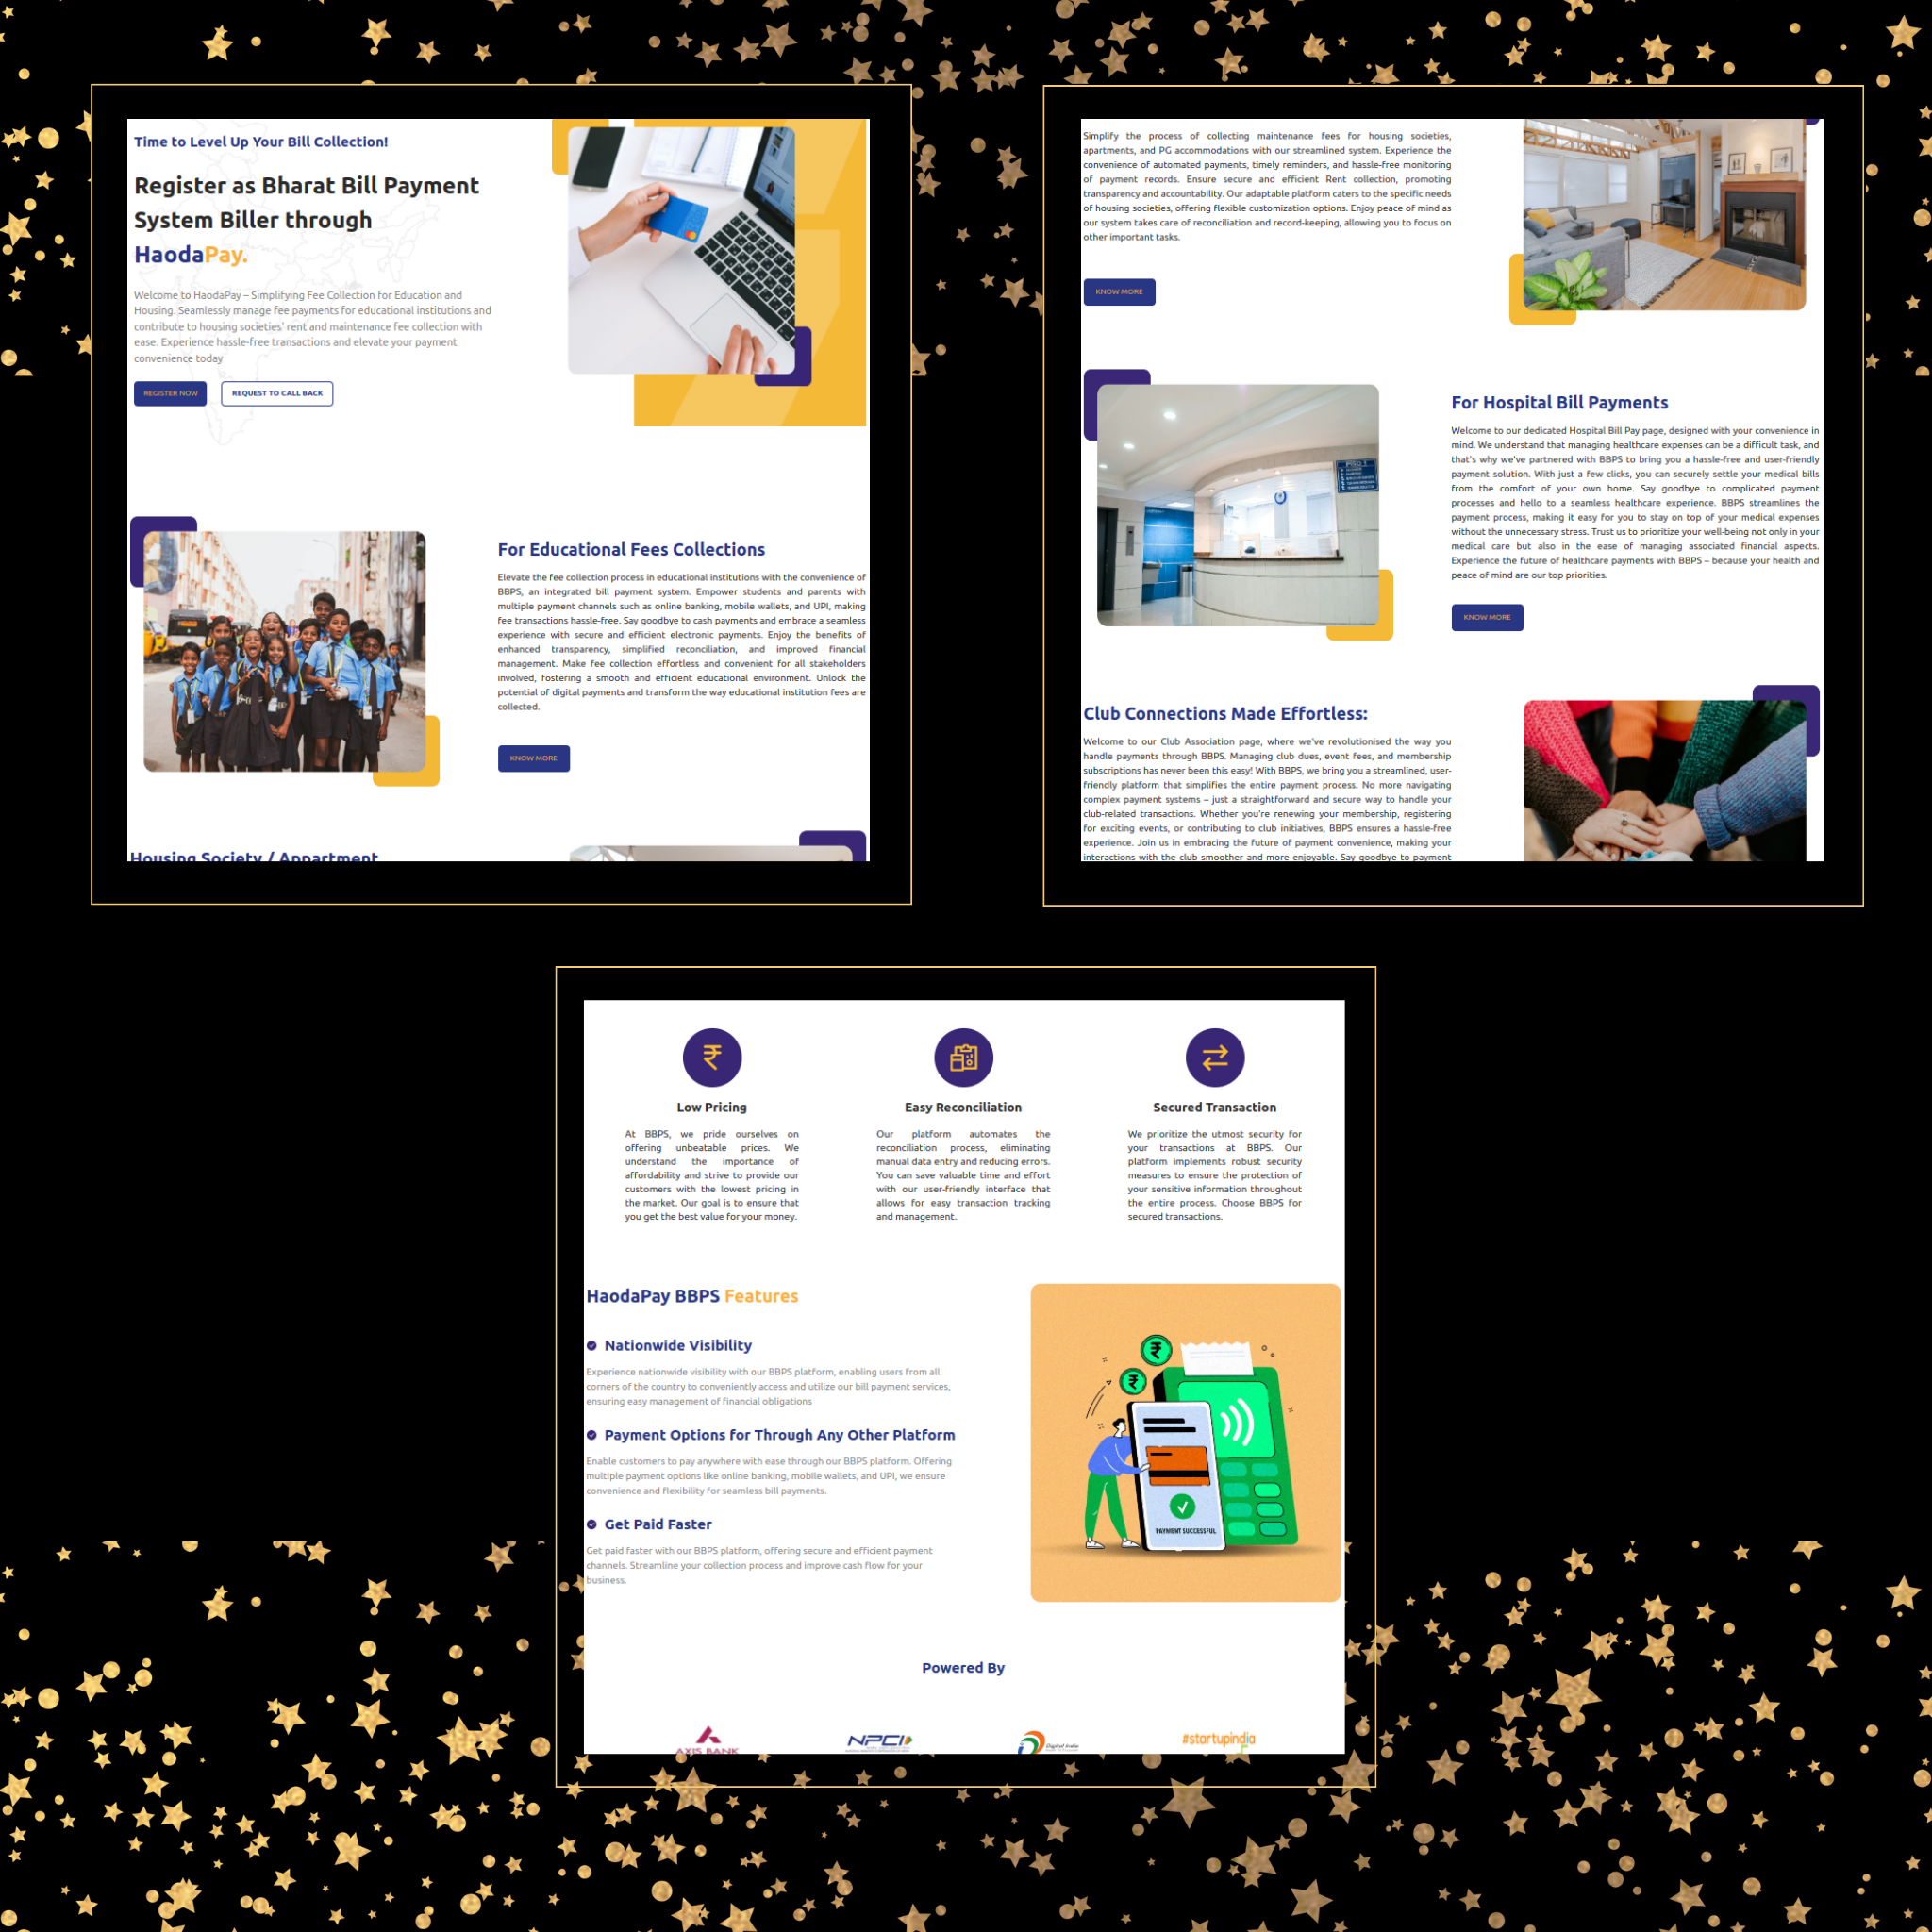 Time to Level Up Your Bill Collection!
Register as Bharat Bill Payment
System Biller through
HaodaPay.
Welcome to HaodaPay – Simplifying Fee Collection for Education and
Housing. Seamlessly manage fee payments for educational institutions and
contribute to housing societies' rent and maintenance fee collection with
ease. Experience hassle-free transactions and elevate your payment
convenience today
REGISTER NOW
REQUEST TO CALL BACK
For Educational Fees Collections
Elevate the fee collection process in educational institutions with the convenience of
BBPS, an integrated bill payment system. Empower students and parents with
multiple payment channels such as online banking, mobile wallets, and UPI, making
fee transactions hassle-free. Say goodbye to cash payments and embrace a seamless
experience with secure and efficient electronic payments. Enjoy the benefits of
enhanced transparency, simplified reconciliation, and improved financial
management. Make fee collection effortless and convenient for all stakeholders
involved, fostering a smooth and efficient educational environment. Unlock the
potential of digital payments and transform the way educational institution fees are
collected.
KNOW MORE
Housing Society / Appartment
Simplify the process of collecting maintenance fees for housing societies,
apartments, and PG accommodations with our streamlined system. Experience the
convenience of automated payments, timely reminders, and hassle-free monitoring
of payment records. Ensure secure and efficient Rent collection, promoting
transparency and accountability. Our adaptable platform caters to the specific needs
of housing societies, offering flexible customization options. Enjoy peace of mind as
our system takes care of reconciliation and record-keeping, allowing you to focus on
other important tasks.
KNOW MORE
For Hospital Bill Payments
Welcome to our dedicated Hospital Bill Pay page, designed with your convenience in
mind. We understand that managing healthcare expenses can be a difficult task, and
that's why we've partnered with BBPS to bring you a hassle-free and user-friendly
payment solution. With just a few clicks, you can securely settle your medical bills
from the comfort of your own home. Say goodbye to complicated payment
processes and hello to a seamless healthcare experience. BBPS streamlines the
payment process, making it easy for you to stay on top of your medical expenses
without the unnecessary stress. Trust us to prioritize your well-being not only in your
medical care but also in the ease of managing associated financial aspects.
Experience the future of healthcare payments with BBPS – because your health and
peace of mind are our top priorities.
KNOW MORE
PISO 1
Club Connections Made Effortless:
Welcome to our Club Association page, where we've revolutionised the way you
handle payments through BBPS. Managing club dues, event fees, and membership
subscriptions has never been this easy! With BBPS, we bring you a streamlined, user-
friendly platform that simplifies the entire payment process. No more navigating
complex payment systems – just a straightforward and secure way to handle your
club-related transactions. Whether you're renewing your membership, registering
for exciting events, or contributing to club initiatives, BBPS ensures a hassle-free
experience. Join us in embracing the future of payment convenience, making your
interactions with the club smoother and more enjoyable. Say goodbye to payment
Low Pricing
At BBPS, we pride ourselves on
offering unbeatable prices. We
understand the importance of
affordability and strive to provide our
customers with the lowest pricing in
the market. Our goal is to ensure that
you get the best value for your money.
Easy Reconciliation
Our platform automates the
reconciliation process, eliminating
manual data entry and reducing errors.
You can save valuable time and effort
with our user-friendly interface that
allows for easy transaction tracking
and management.
Secured Transaction
We prioritize the utmost security for
your transactions at BBPS. Our
platform implements robust security
measures to ensure the protection of
your sensitive information throughout
the entire process. Choose BBPS for
secured transactions.
HaodaPay BBPS Features
Nationwide Visibility
Experience nationwide visibility with our BBPS platform, enabling users from all
corners of the country to conveniently access and utilize our bill payment services,
ensuring easy management of financial obligations
Payment Options for Through Any Other Platform
Enable customers to pay anywhere with ease through our BBPS platform. Offering
multiple payment options like online banking, mobile wallets, and UPI, we ensure
convenience and flexibility for seamless bill payments.
Get Paid Faster
Get paid faster with our BBPS platform, offering secure and efficient payment
channels. Streamline your collection process and improve cash flow for your
business.
PAYMENT SUCCESSFUL
Powered By
AXIS BANK
NPCI
Digital India
#startupindia